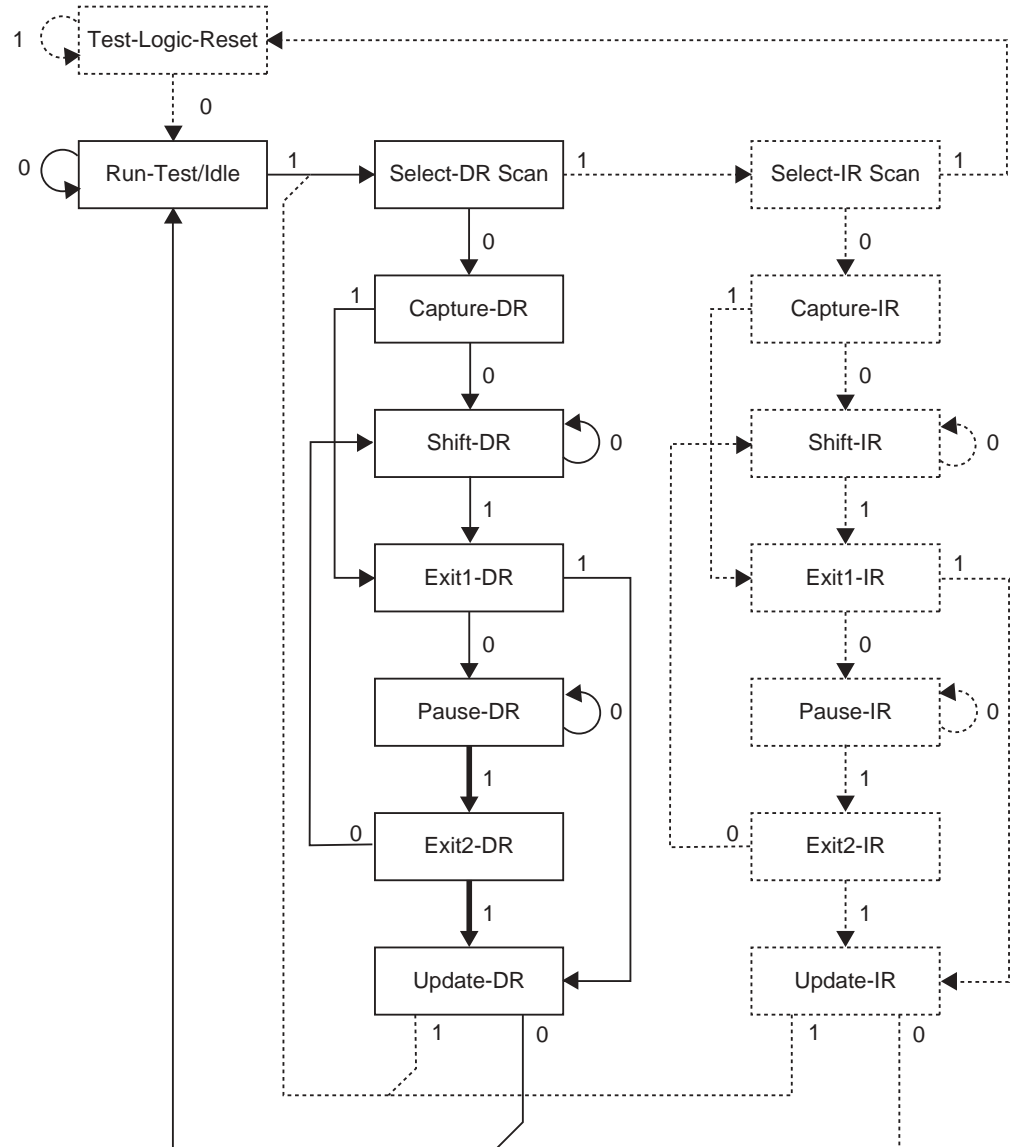 1
Test-Logic-Reset
0
0
Run-Test/Idle
1
Select-DR Scan
1
Select-IR Scan
1
0
0
1
Capture-DR
1
Capture-IR
0
0
Shift-DR
0
Shift-IR
0
1
1
Exit1-DR
1
Exit1-IR
1
0
0
Pause-DR
0
Pause-IR
0
1
1
0
Exit2-DR
0
Exit2-IR
1
1
Update-DR
Update-IR
1
0
1
0